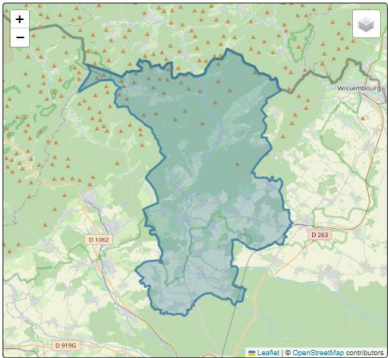 +
−
Wissembourg
D 1062
D 263
D 919G
Leaflet | © OpenStreetMap contributors